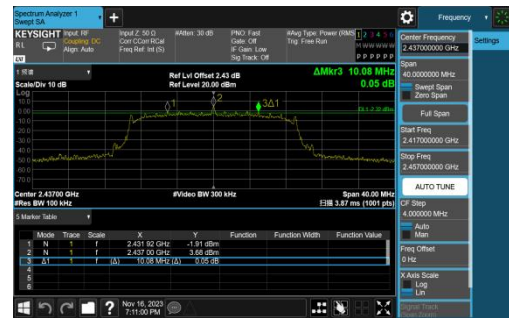 Spectrum Analyzer 1
Swept SA
Frequency
KEYSIGHT
Input: RF
Coupling: DC
Align: Auto
Input Z: 50 Ω
Corr CCorr RCal
Freq Ref: Int (S)
#Atten: 30 dB
PNO: Fast
Gate: Off
IF Gain: Low
Sig Track: Off
#Avg Type: Power (RMS
Trig: Free Run
1 2 3 4 5 6
M W W W W W
P P P P P P
RL
LXI
Center Frequency
2.437000000 GHz
Settings
Span
40.0000000 MHz
Swept Span
Zero Span
Full Span
Start Freq
2.417000000 GHz
Stop Freq
2.457000000 GHz
AUTO TUNE
CF Step
4.000000 MHz
Auto
Man
Freq Offset
0 Hz
X Axis Scale
Log
Lin
Signal Track
Ref Lvl Offset 2.43 dB
Ref Level 20.00 dBm
ΔMkr3 10.08 MHz
0.05 dB
Scale/Div 10 dB
Log
10.0
0.00
-10.0
-20.0
-30.0
-40.0
-50.0
-60.0
-70.0
1
2
3Δ1
Center 2.43700 GHz
#Res BW 100 kHz
#Video BW 300 kHz
Span 40.00 MHz
扫描 3.87 ms (1001 pts)
5 Marker Table
Mode Trace Scale X Y Function Function Width Function Value
1 N 1 f 2.431 92 GHz -1.91 dBm
2 N 1 f 2.437 00 GHz 3.68 dBm
3 Δ1 1 f (Δ) 10.08 MHz (Δ) 0.05 dB
4
5
6
Nov 16, 2023
7:11:00 PM